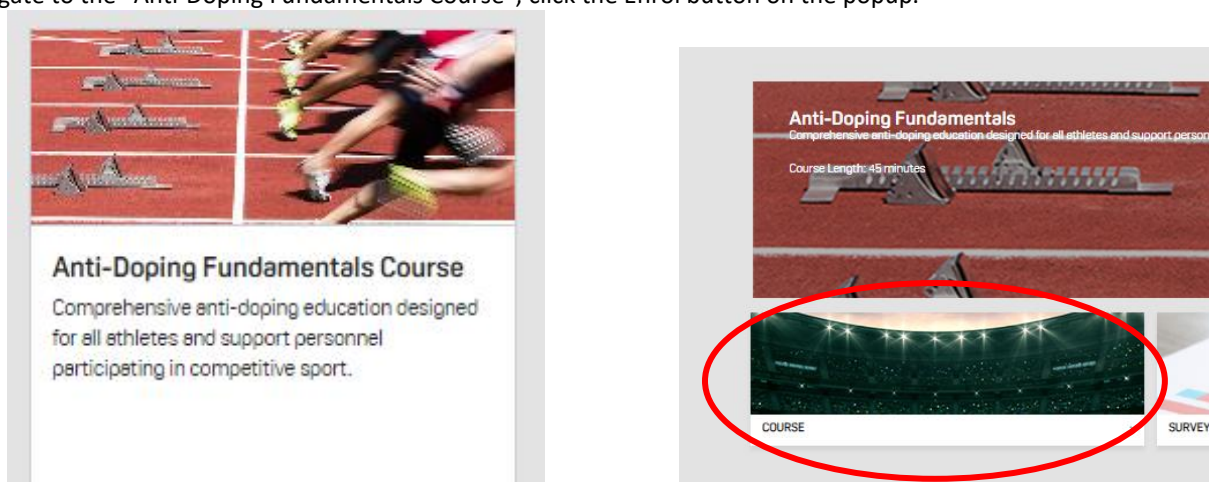 to the "Anti-Doping Fundamentals Course", click the Enrol button on the popup.
Anti-Doping Fundamentals Course
Comprehensive anti-doping education designed
for all athletes and support personnel
participating in competitive sport.
Anti-Doping Fundamentals
Comprehensive anti-doping education designed for all athletes and support
Course Length: 45 minutes
COURSE
SURVEY